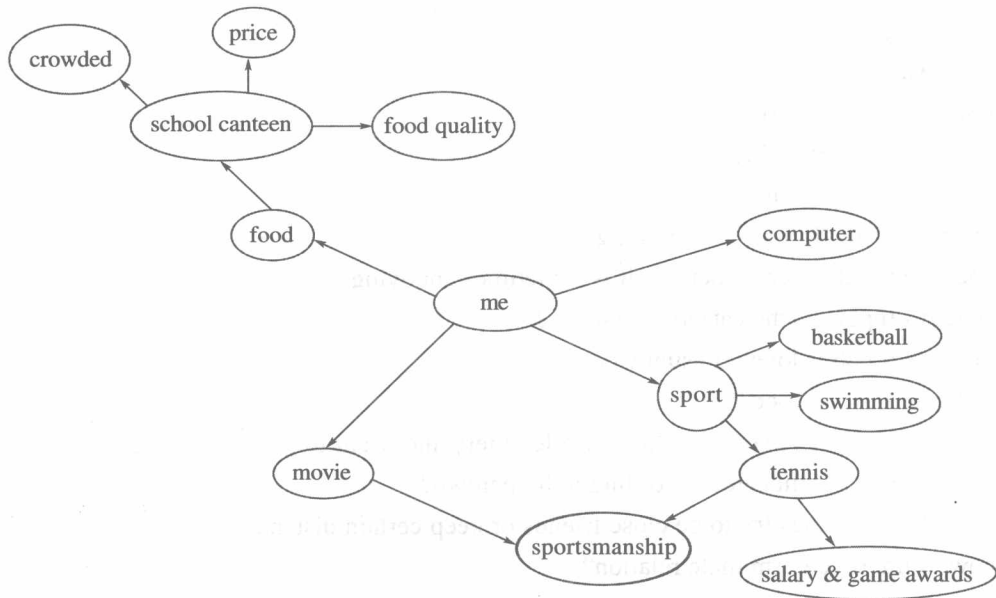 price
crowded
school canteen
food quality
food
computer
me
basketball
sport
swimming
movie
tennis
sportsmanship
salary & game awards